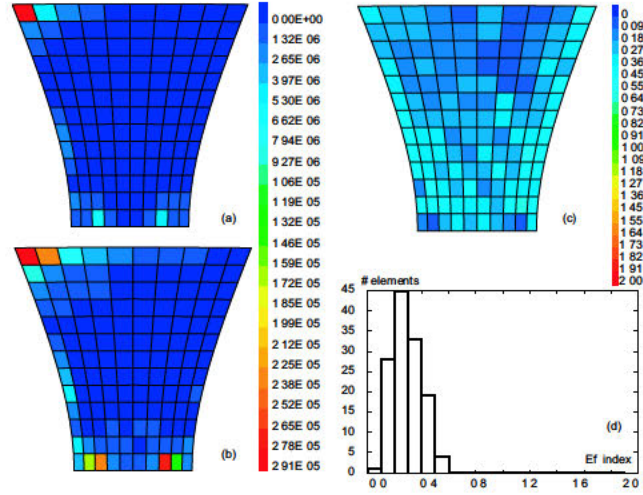 0 00E+00
1 32E 06
2 65E 06
3 97E 06
5 30E 06
6 62E 06
7 94E 06
9 27E 06
1 06E 05
1 19E 05
1 32E 05
1 46E 05
1 59E 05
1 72E 05
1 85E 05
1 99E 05
2 12E 05
2 25E 05
2 38E 05
2 52E 05
2 65E 05
2 78E 05
2 91E 05
(a)
(b)
0
0 09
0 18
0 27
0 36
0 45
0 55
0 64
0 73
0 82
0 91
1 00
1 09
1 18
1 27
1 36
1 45
1 55
1 64
1 73
1 82
1 91
2 00
(c)
# elements
45
40
35
30
25
20
15
10
5
0
(d)
Ef index
0 0
0 4
0 8
1 2
1 6
2 0